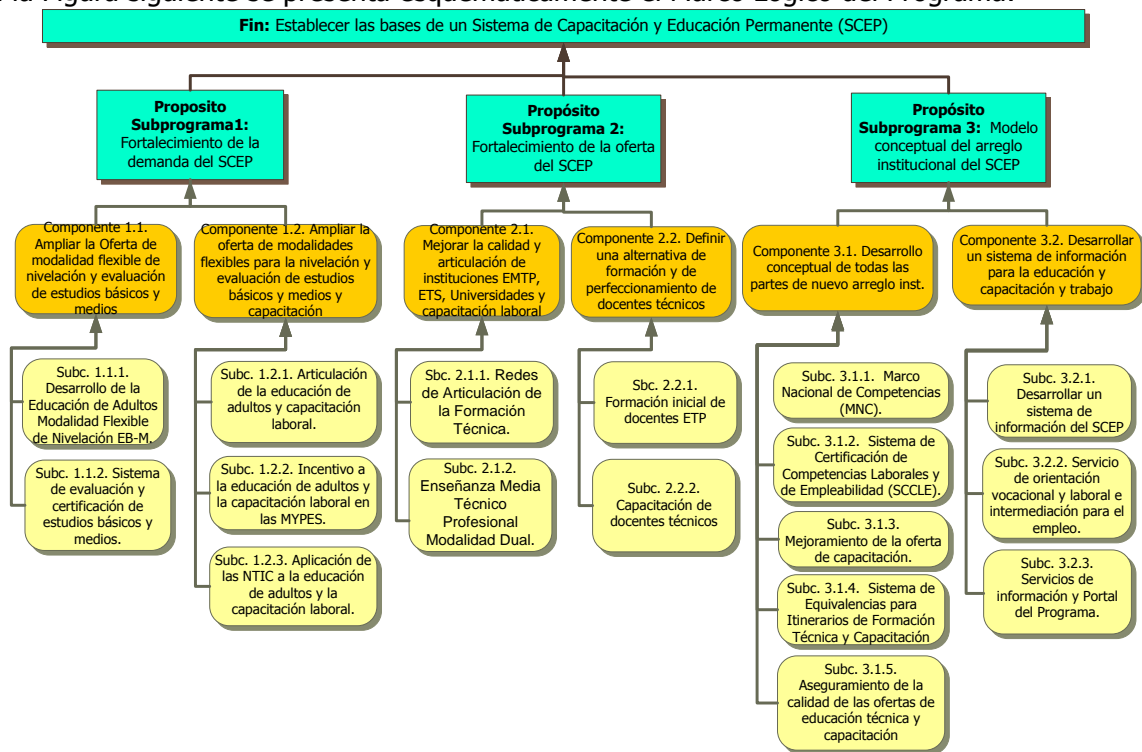 la Figura siguiente se presenta esquemáticamente el Marco Lógico del Programa.
Fin: Establecer las bases de un Sistema de Capacitación y Educación Permanente (SCEP)
Proposito
Subprograma1:
Fortalecimiento de la
demanda del SCEP
Propósito
Subprograma 2:
Fortalecimiento de la oferta
del SCEP
Propósito
Subprograma 3: Modelo
conceptual del arreglo
institucional del SCEP
Componente 1.1.
Ampliar la Oferta de
modalidad flexible de
nivelación y evaluación
de estudios básicos y
medios
Componente 1.2. Ampliar la
oferta de modalidades
flexibles para la nivelación y
evaluación de estudios
básicos y medios y
capacitación
Componente 2.1.
Mejorar la calidad y
articulación de
instituciones EMTP,
ETS, Universidades y
capacitación laboral
Componente 2.2. Definir
una alternativa de
formación y de
perfeccionamiento de
docentes técnicos
Componente 3.1. Desarrollo
conceptual de todas las
partes de nuevo arreglo inst.
Componente 3.2. Desarrollar
un sistema de información
para la educación y
capacitación y trabajo
Subc. 1.1.1.
Desarrollo de la
Educación de Adultos
Modalidad Flexible
de Nivelación EB-M.
Subc. 1.1.2. Sistema
de evaluación y
certificación de
estudios básicos y
medios.
Subc. 1.2.1. Articulación
de la educación de
adultos y capacitación
laboral.
Subc. 1.2.2. Incentivo a
la educación de adultos y
la capacitación laboral en
las MYPES.
Subc. 1.2.3. Aplicación de
las NTIC a la educación
de adultos y la
capacitación laboral.
Sbc. 2.1.1. Redes
de Articulación de
la Formación
Técnica.
Subc. 2.1.2.
Enseñanza Media
Técnico
Profesional
Modalidad Dual.
Sbc. 2.2.1.
Formación inicial de
docentes ETP
Subc. 2.2.2.
Capacitación de
docentes técnicos
Subc. 3.1.1. Marco
Nacional de Competencias
(MNC).
Subc. 3.1.2. Sistema de
Certificación de
Competencias Laborales y
de Empleabilidad (SCCLE).
Subc. 3.1.3.
Mejoramiento de la oferta
de capacitación.
Subc. 3.1.4. Sistema de
Equivalencias para
Itinerarios de Formación
Técnica y Capacitación
Subc. 3.1.5.
Aseguramiento de la
calidad de las ofertas de
educación técnica y
capacitación
Subc. 3.2.1.
Desarrollar un
sistema de
información del SCEP
Subc. 3.2.2. Servicio
de orientación
vocacional y laboral e
intermediación para el
empleo.
Subc. 3.2.3.
Servicios de
información y Portal
del Programa.